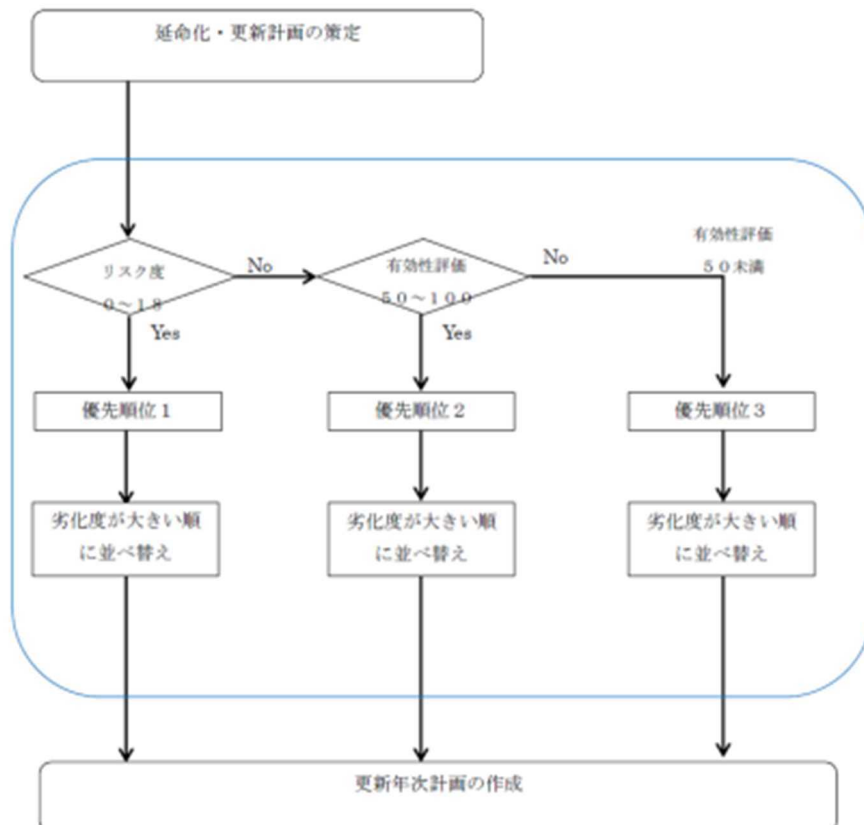 延命化・更新計画の策定
リスク度
0～18
No
有効性評価
50～100
No
有効性評価
50未満
Yes
Yes
優先順位1
優先順位2
優先順位3
劣化度が大きい順
に並べ替え
劣化度が大きい順
に並べ替え
劣化度が大きい順
に並べ替え
更新年次計画の作成